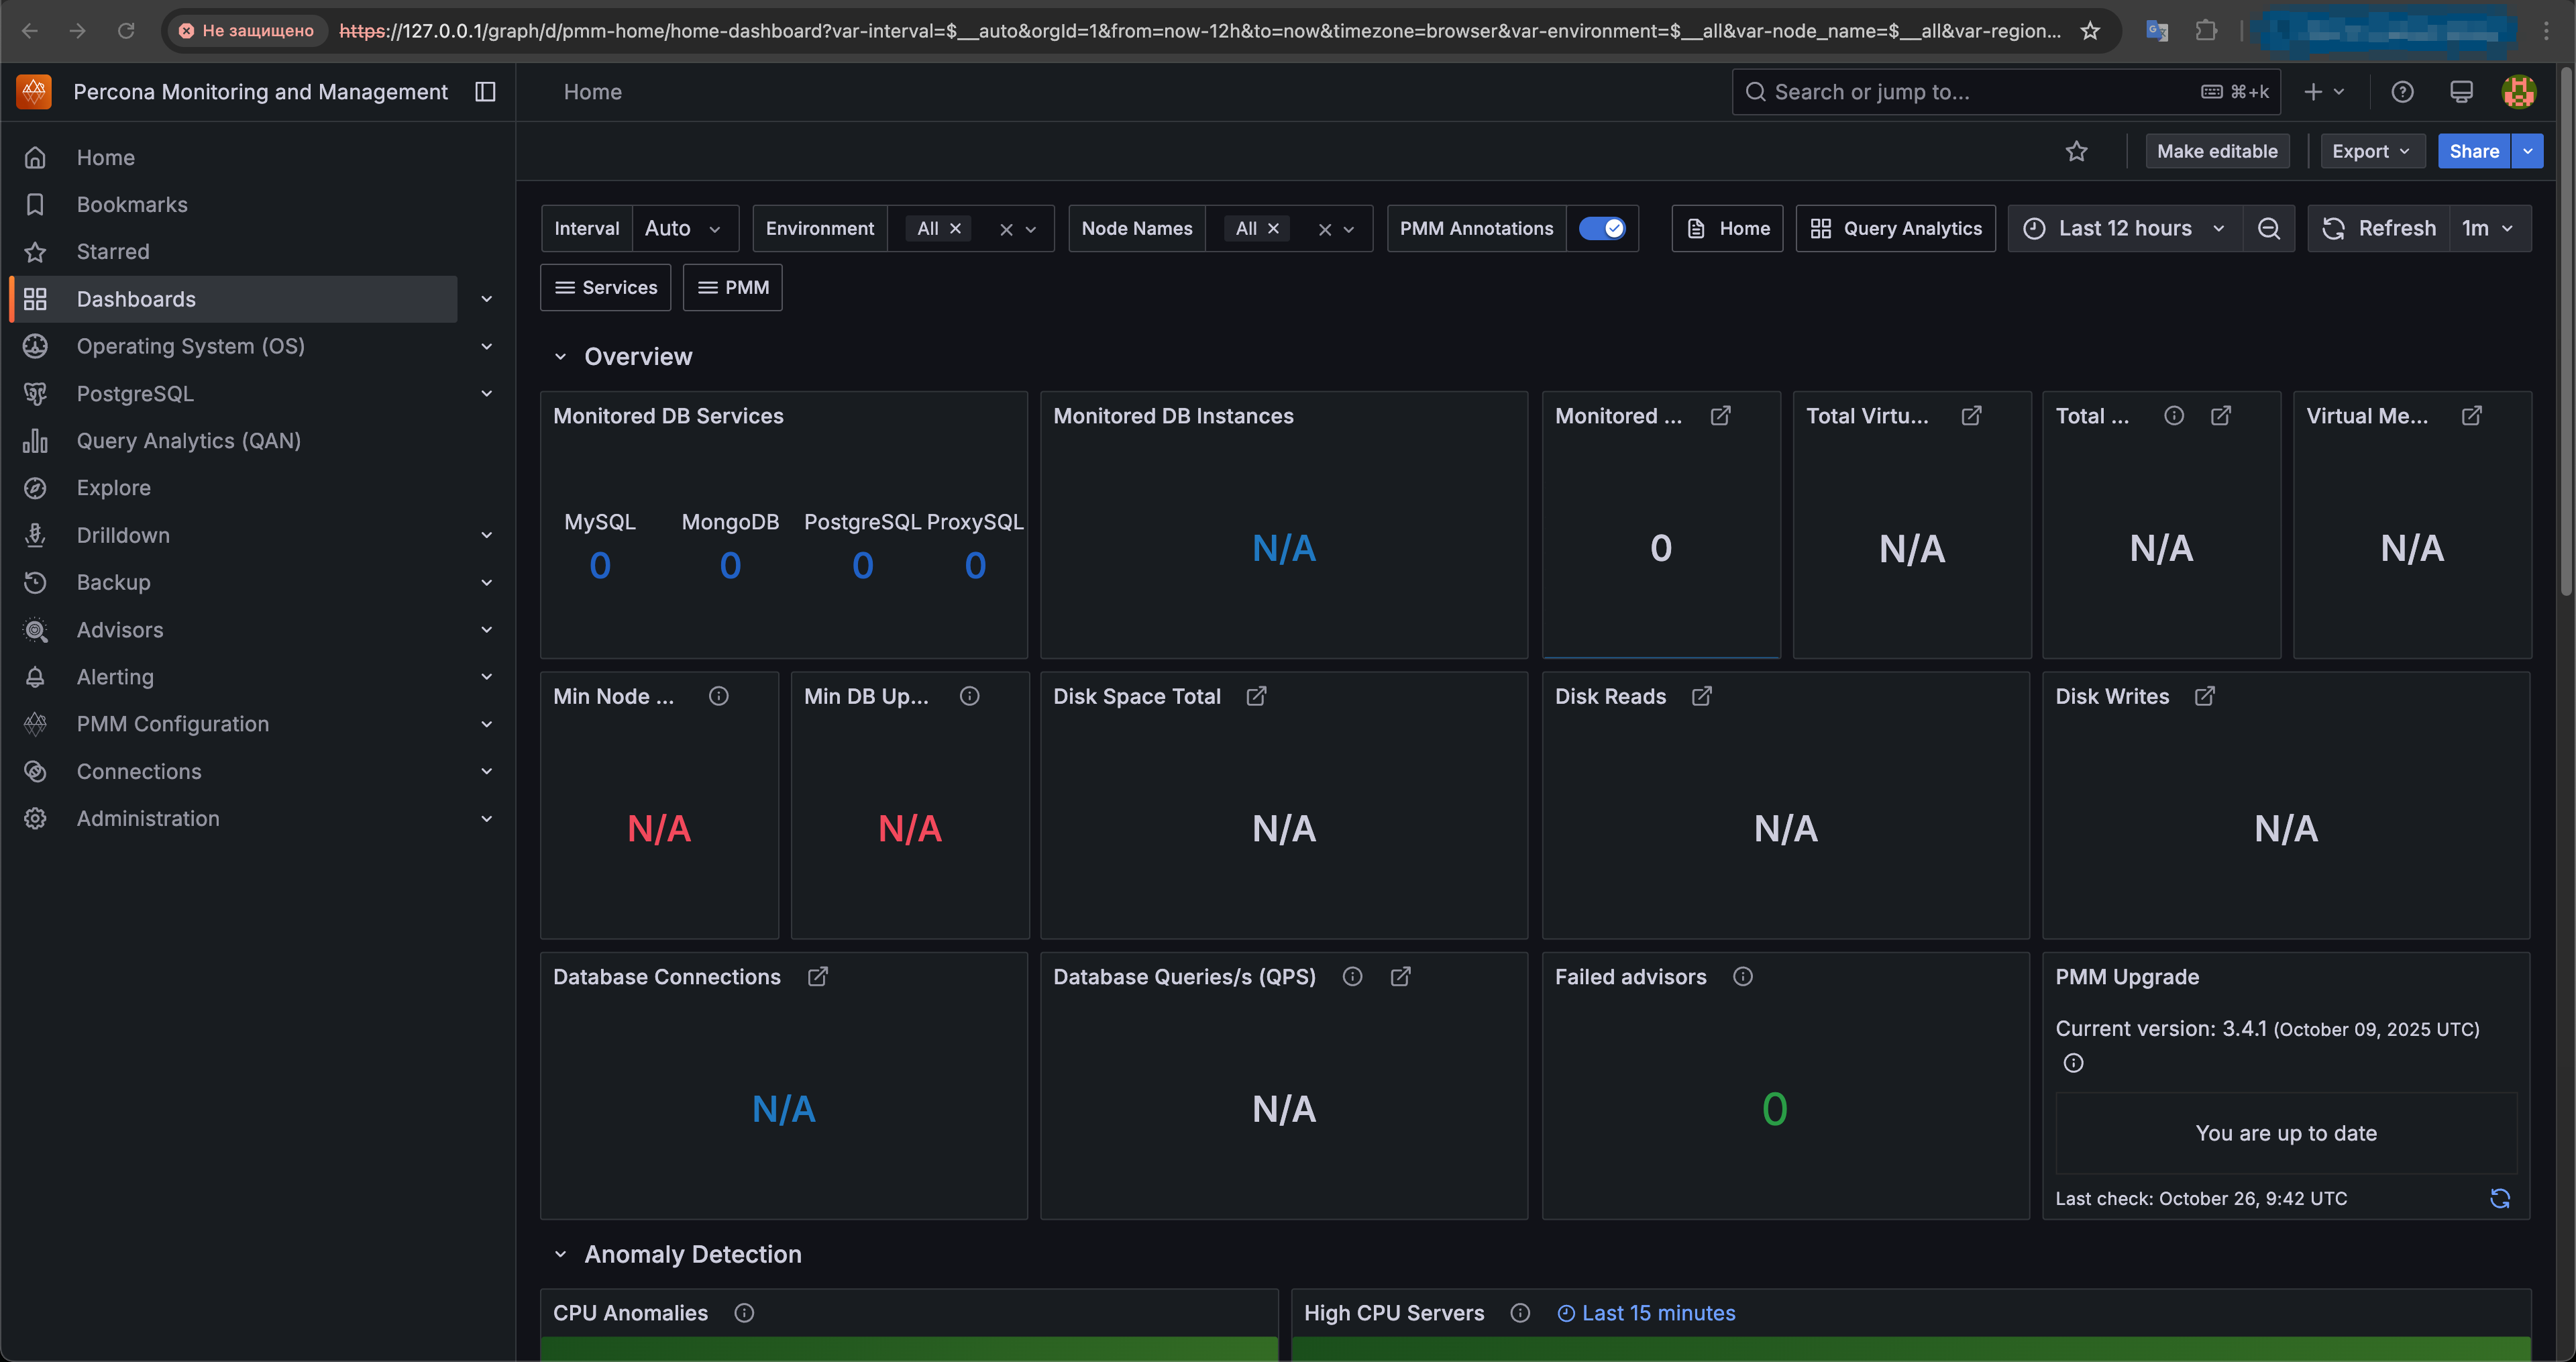 Не защищено https://127.0.0.1/graph/d/pmm-home/home-dashboard?var-interval=$__auto&orgId=1&from=now-12h&to=now&timezone=browser&var-environment=$__all&var-node_name=$__all&var-region...
Percona Monitoring and Management
Home
Search or jump to...
⌘+k
Home
Bookmarks
Starred
Dashboards
Operating System (OS)
PostgreSQL
Query Analytics (QAN)
Explore
Drilldown
Backup
Advisors
Alerting
PMM Configuration
Connections
Administration
Make editable
Export
Share
Interval Auto
Environment All
Node Names All
PMM Annotations
Home
Query Analytics
Last 12 hours
Refresh 1m
Services
PMM
Overview
Monitored DB Services
MySQL MongoDB PostgreSQL ProxySQL
0 0 0 0
Monitored DB Instances
N/A
Monitored ...
0
Total Virtu...
N/A
Total ...
N/A
Virtual Me...
N/A
Min Node ...
N/A
Min DB Up...
N/A
Disk Space Total
N/A
Disk Reads
N/A
Disk Writes
N/A
Database Connections
N/A
Database Queries/s (QPS)
N/A
Failed advisors
0
PMM Upgrade
Current version: 3.4.1 (October 09, 2025 UTC)
You are up to date
Last check: October 26, 9:42 UTC
Anomaly Detection
CPU Anomalies
High CPU Servers Last 15 minutes